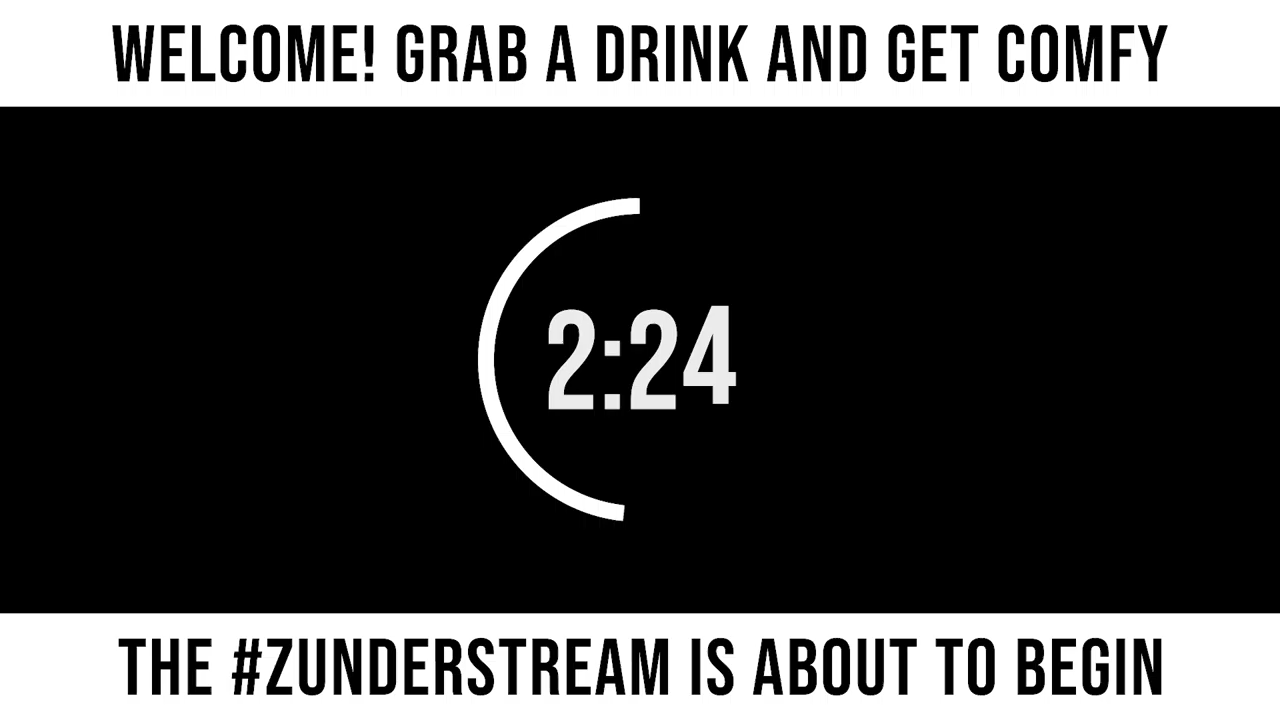 WELCOME! GRAB A DRINK AND GET COMFY
2:24
THE #ZUNDERSTREAM IS ABOUT TO BEGIN